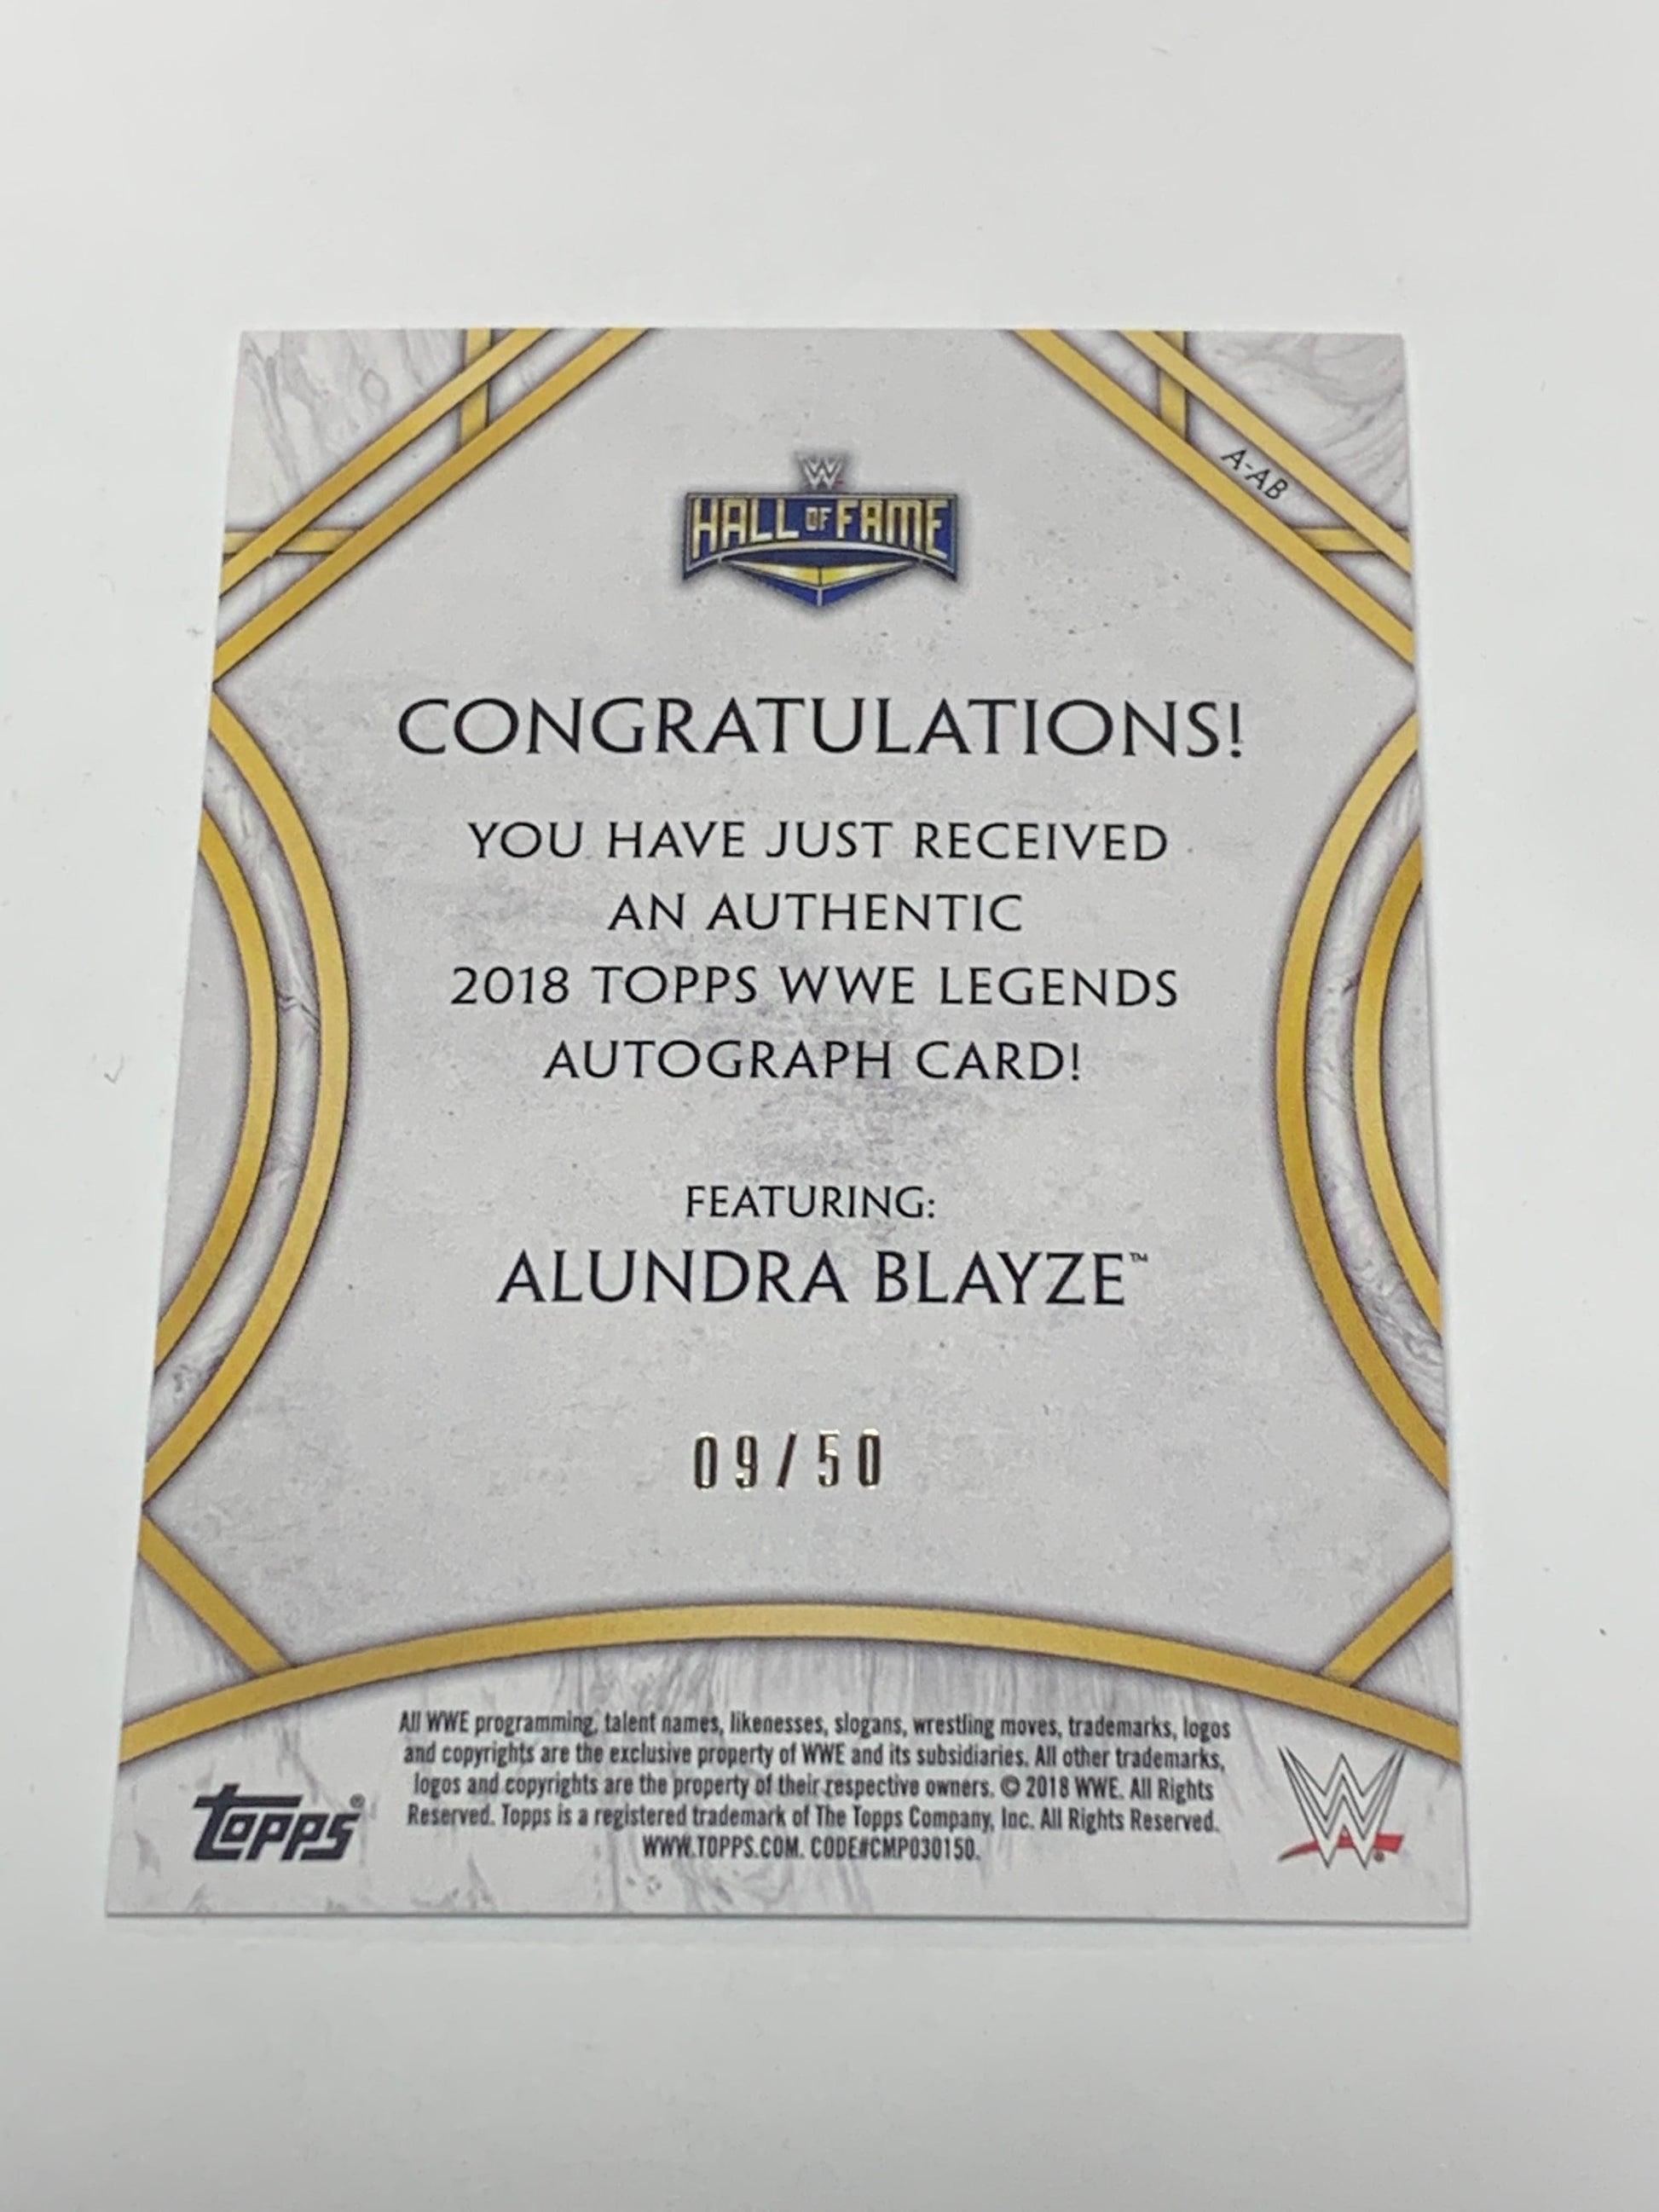 A-AB
W
HALL OF FAME
CONGRATULATIONS!
YOU HAVE JUST RECEIVED
AN AUTHENTIC
2018 TOPPS WWE LEGENDS
AUTOGRAPH CARD!
FEATURING:
ALUNDRA BLAYZE™
09/50
All WWE programming, talent names, likenesses, slogans, wrestling moves, trademarks, logos
and copyrights are the exclusive property of WWE and its subsidiaries. All other trademarks,
logos and copyrights are the property of their respective owners. © 2018 WWE. All Rights
Reserved. Topps is a registered trademark of The Topps Company, Inc. All Rights Reserved.
WWW.TOPPS.COM. CODE#CMP030150.
Topps®
W®